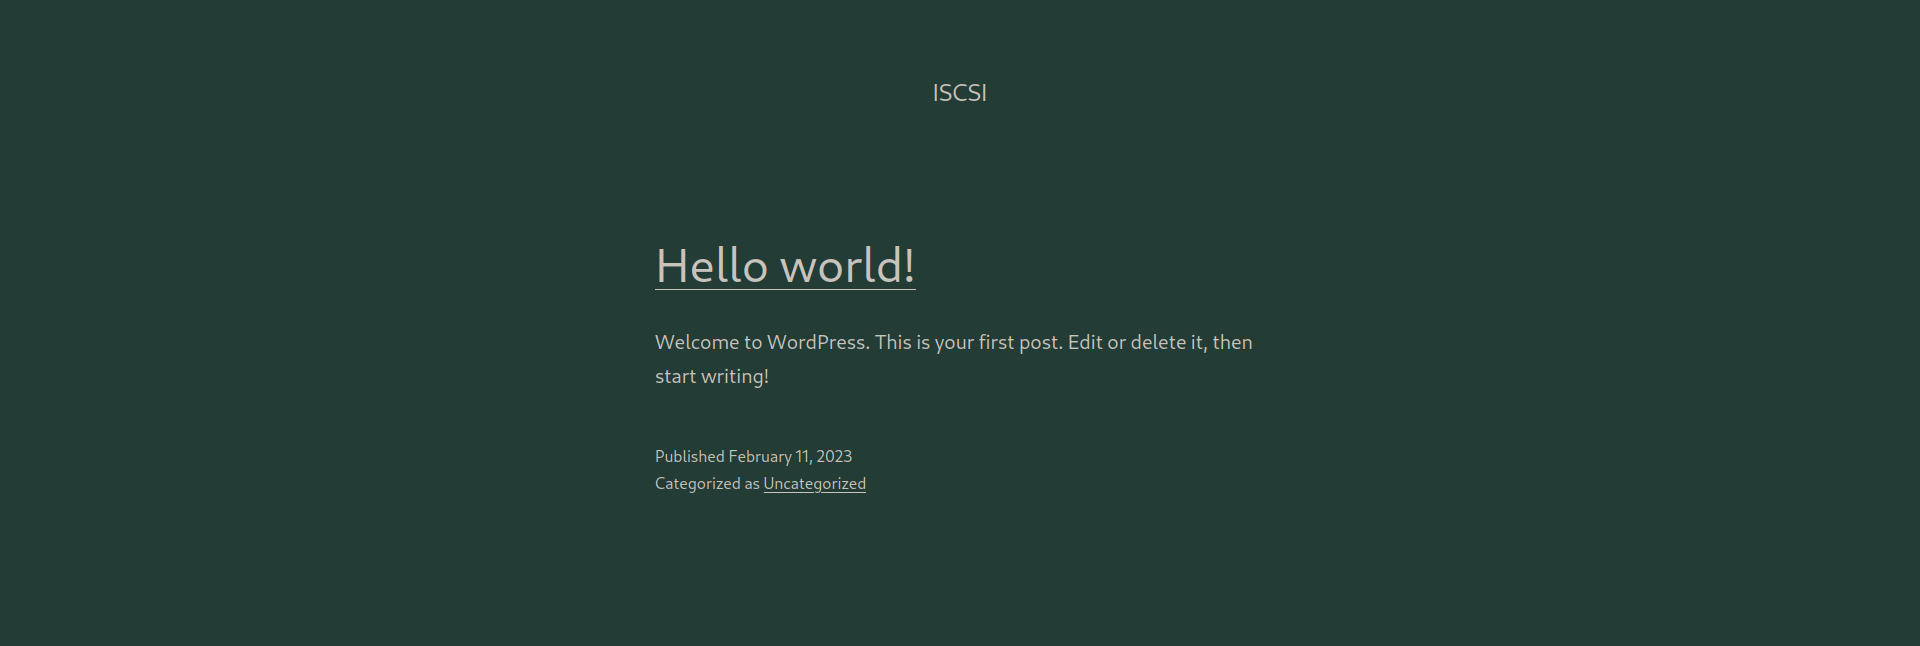 ISCSI
Hello world!
Welcome to WordPress. This is your first post. Edit or delete it, then
start writing!
Published February 11, 2023
Categorized as Uncategorized